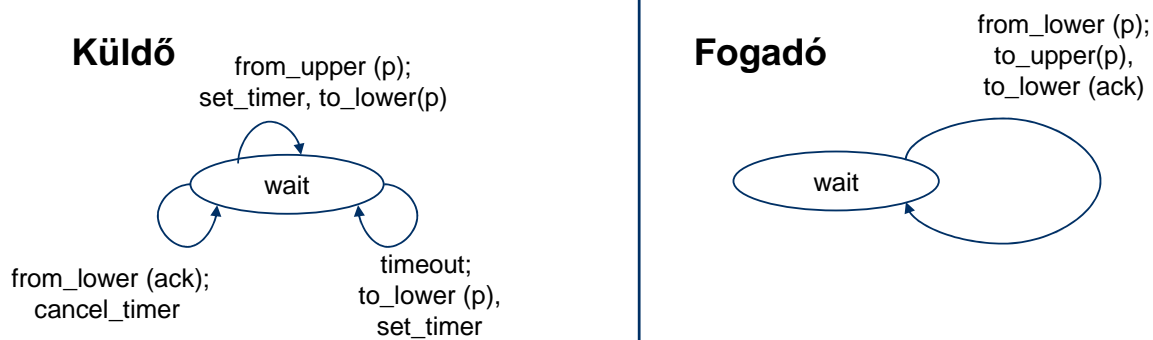 Küldő
from_upper (p);
set_timer, to_lower(p)
wait
from_lower (ack);
cancel_timer
timeout;
to_lower (p),
set_timer
Fogadó
from_lower (p);
to_upper(p),
to_lower (ack)
wait